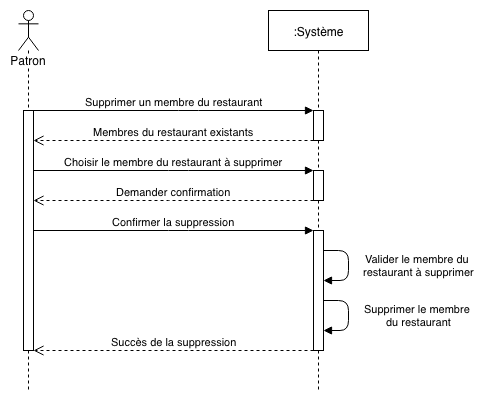 :Système
Patron
Supprimer un membre du restaurant
Membres du restaurant existants
Choisir le membre du restaurant à supprimer
Demander confirmation
Confirmer la suppression
Valider le membre du
restaurant à supprimer
Supprimer le membre
du restaurant
Succès de la suppression